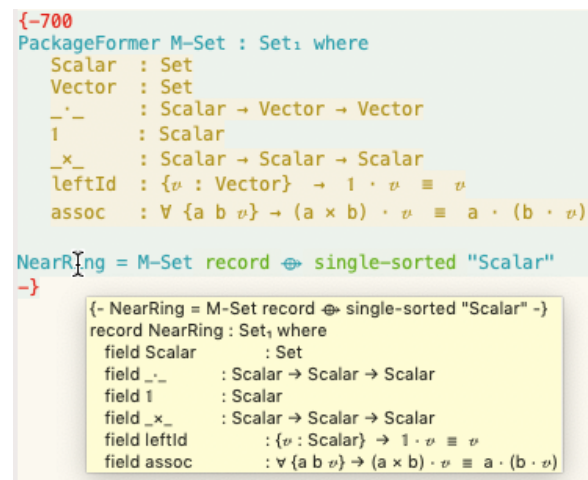 {-700
PackageFormer M-Set : Set₁ where
Scalar : Set
Vector : Set
_·_ : Scalar → Vector → Vector
𝟙 : Scalar
_×_ : Scalar → Scalar → Scalar
leftId : {𝓋 : Vector} → 𝟙 · 𝓋 ≡ 𝓋
assoc : ∀ {a b 𝓋} → (a × b) · 𝓋 ≡ a · (b · 𝓋)
NearRing = M-Set record ⟴ single-sorted "Scalar"
-}
{- NearRing = M-Set record ⟴ single-sorted "Scalar" -}
record NearRing : Set₁ where
field Scalar : Set
field _·_ : Scalar → Scalar → Scalar
field 𝟙 : Scalar
field _×_ : Scalar → Scalar → Scalar
field leftId : {𝓋 : Scalar} → 𝟙 · 𝓋 ≡ 𝓋
field assoc : ∀ {a b 𝓋} → (a × b) · 𝓋 ≡ a · (b · 𝓋)